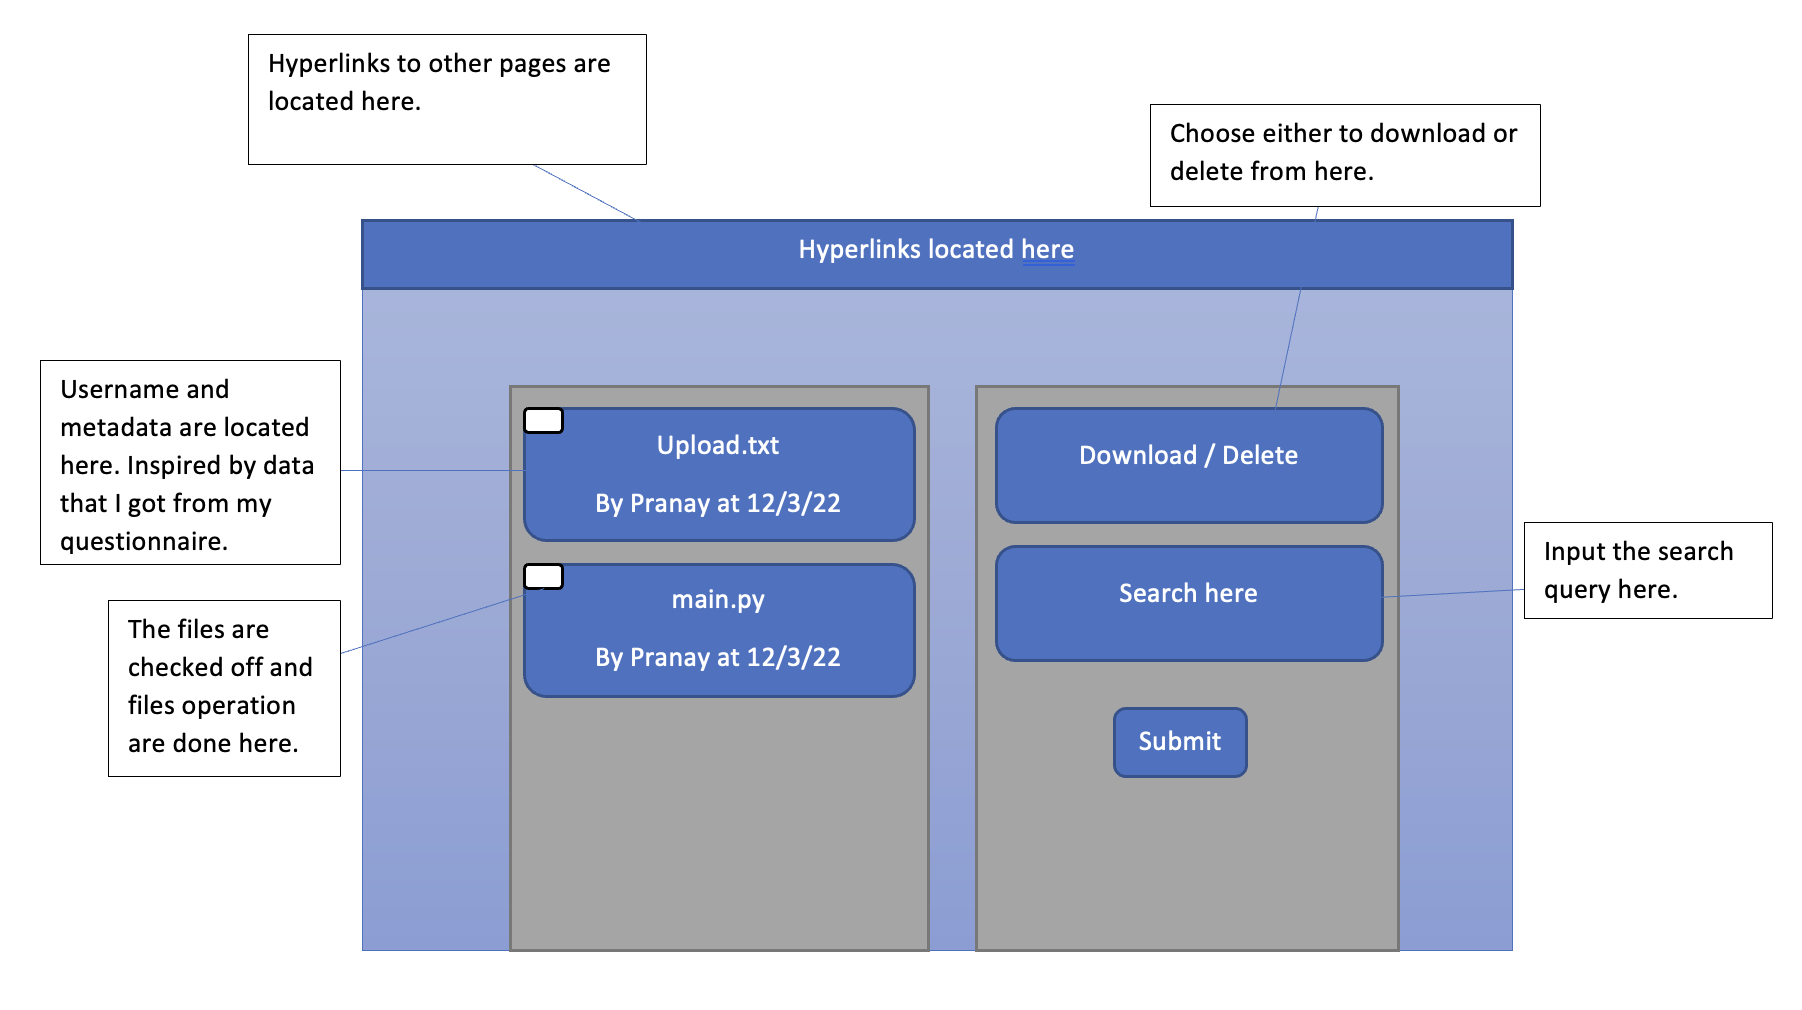 Hyperlinks to other pages are
located here.
Choose either to download or
delete from here.
Hyperlinks located here
Username and
metadata are located
here. Inspired by data
that I got from my
questionnaire.
The files are
checked off and
files operation
are done here.
Upload.txt
By Pranay at 12/3/22
main.py
By Pranay at 12/3/22
Download / Delete
Search here
Submit
Input the search
query here.